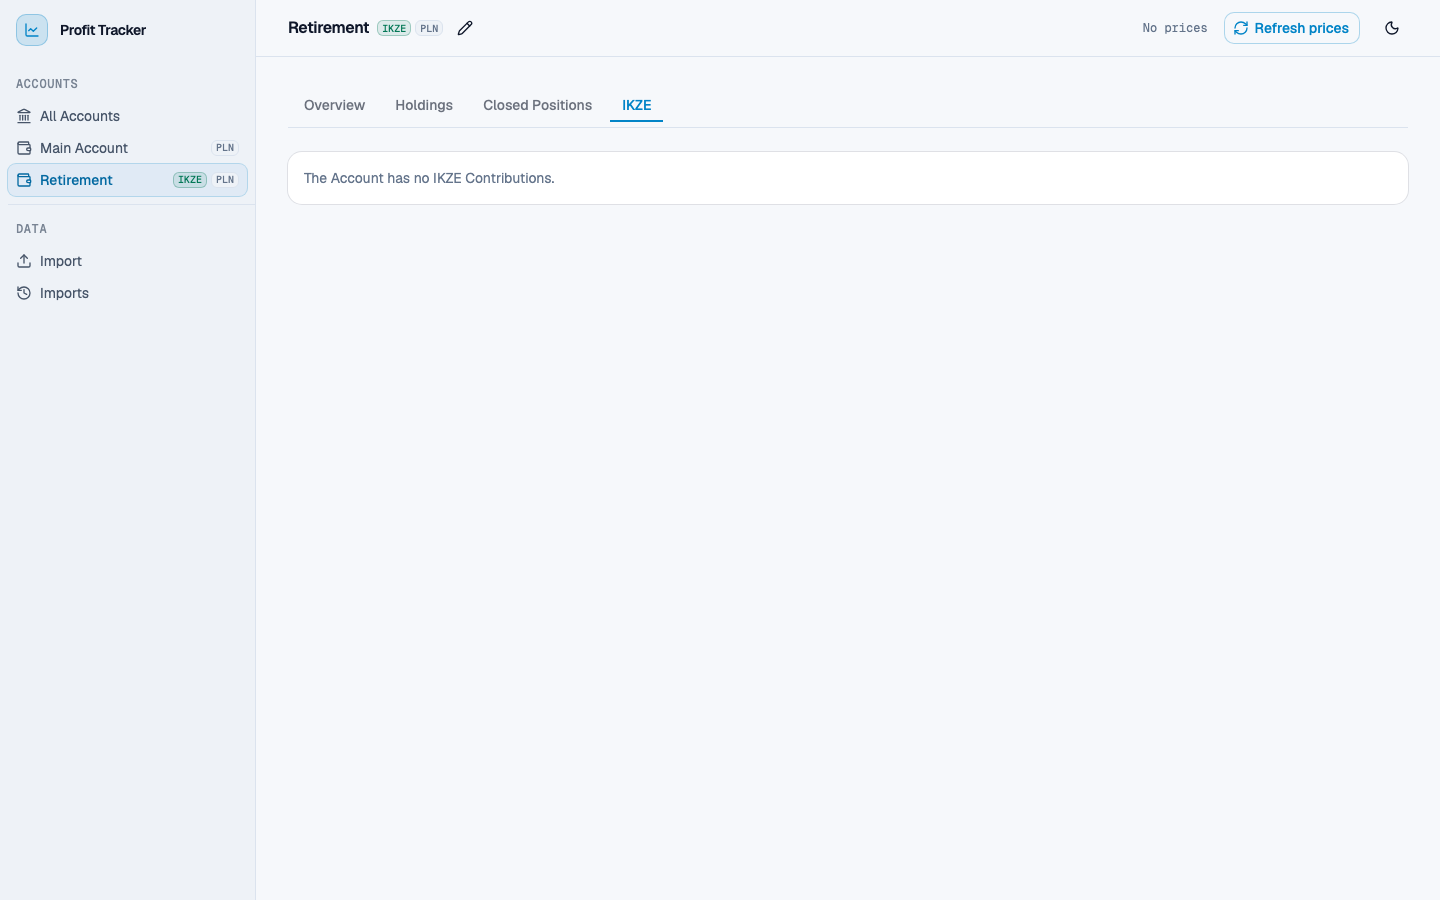 Profit Tracker
ACCOUNTS
All Accounts
Main Account PLN
Retirement IKZE PLN
DATA
Import
Imports
Retirement IKZE PLN
No prices Refresh prices
Overview Holdings Closed Positions IKZE
The Account has no IKZE Contributions.